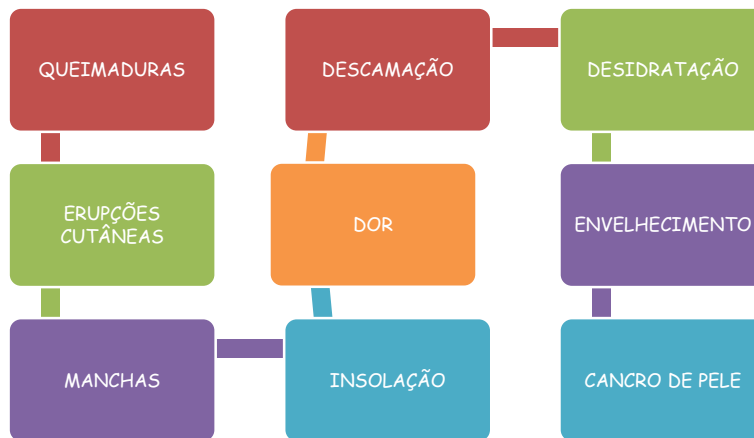 QUEIMADURAS
ERUPÇÕES
CUTÂNEAS
MANCHAS
INSOLAÇÃO
DOR
DESCAMAÇÃO
DESIDRATAÇÃO
ENVELHECIMENTO
CANCRO DE PELE